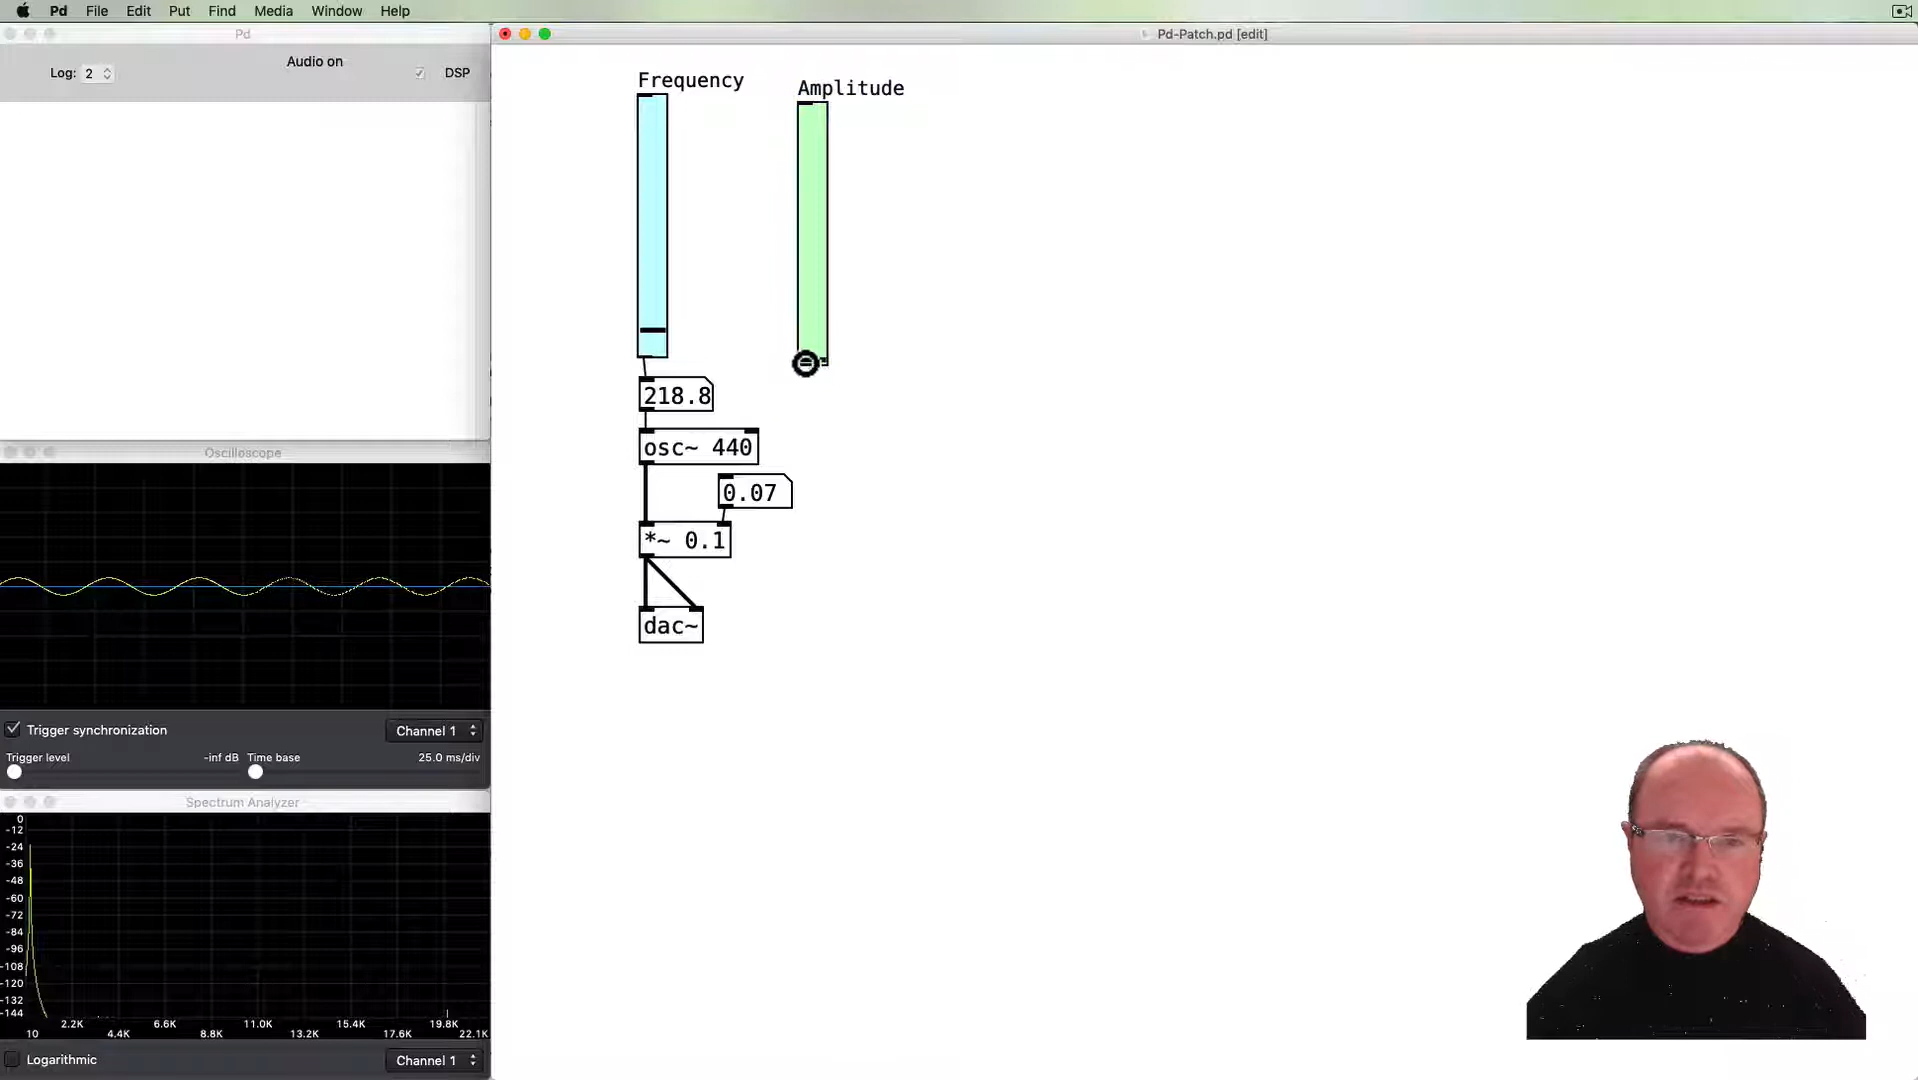 Pd File Edit Put Find Media Window Help
Pd
Audio on
Log: 2
DSP
Oscilloscope
Trigger synchronization
Channel 1
Trigger level
-inf dB
Time base
25.0 ms/div
Spectrum Analyzer
0
-12
-24
-36
-48
-60
-72
-84
-96
-108
-120
-132
-144
2.2K 6.6K 11.0K 15.4K 19.8K
10 4.4K 8.8K 13.2K 17.6K 22.1K
Logarithmic
Channel 1
Pd-Patch.pd [edit]
Frequency
Amplitude
218.8
osc~ 440
0.07
*~ 0.1
dac~